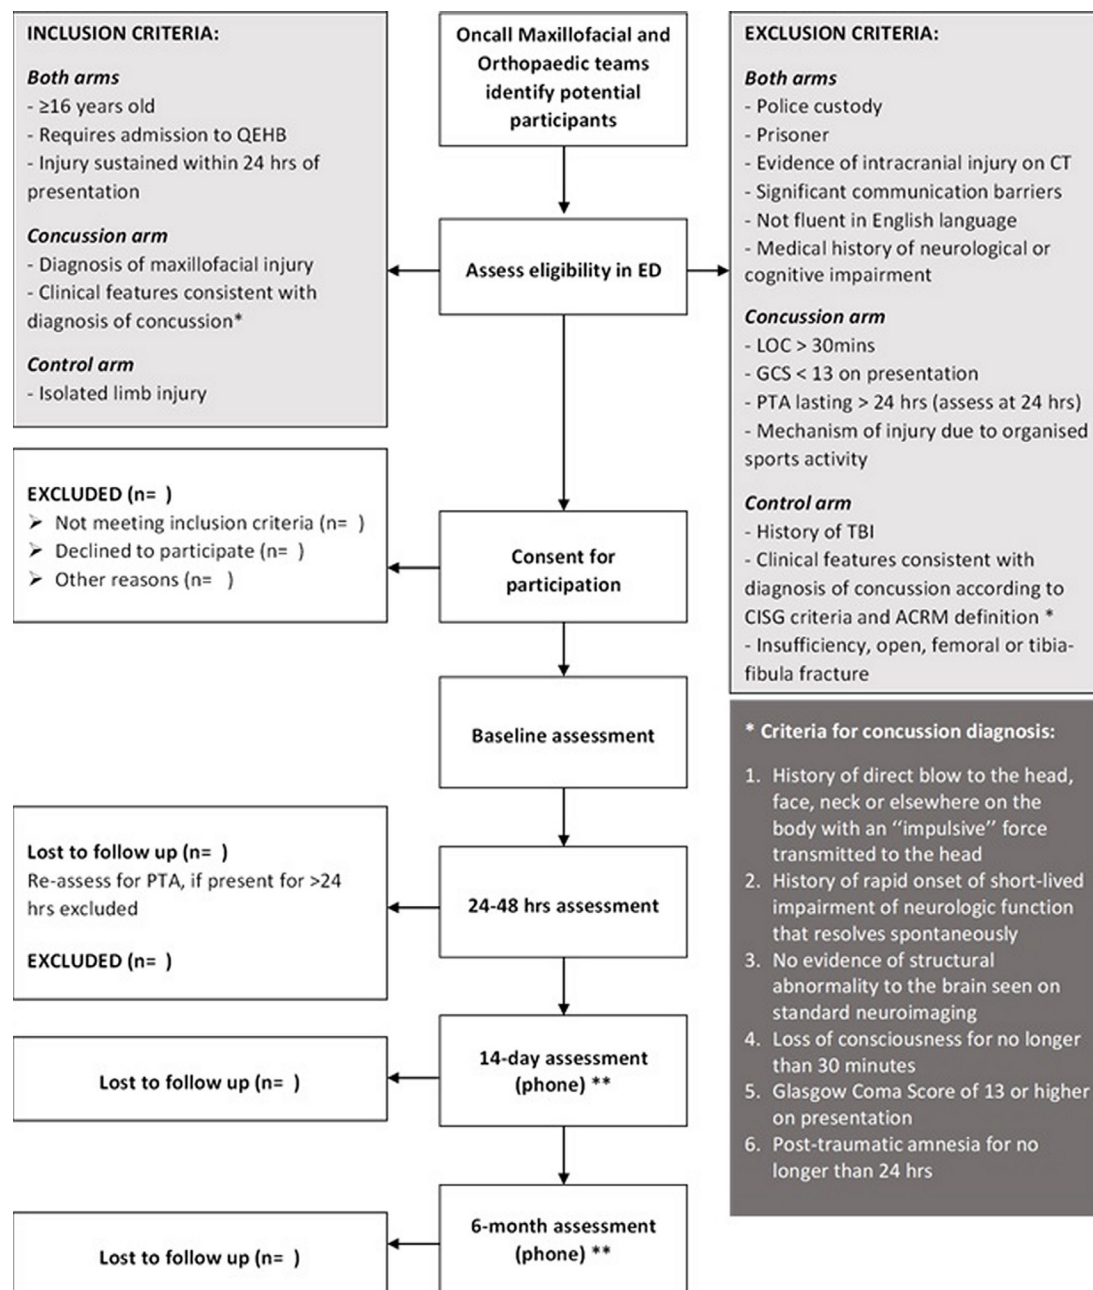 INCLUSION CRITERIA:
Both arms
- ≥16 years old
- Requires admission to QEHB
- Injury sustained within 24 hrs of
presentation
Concussion arm
- Diagnosis of maxillofacial injury
- Clinical features consistent with
diagnosis of concussion*
Control arm
- Isolated limb injury
Oncall Maxillofacial and
Orthopaedic teams
identify potential
participants
Assess eligibility in ED
EXCLUSION CRITERIA:
Both arms
- Police custody
- Prisoner
- Evidence of intracranial injury on CT
- Significant communication barriers
- Not fluent in English language
- Medical history of neurological or
cognitive impairment
Concussion arm
- LOC > 30mins
- GCS < 13 on presentation
- PTA lasting > 24 hrs (assess at 24 hrs)
- Mechanism of injury due to organised
sports activity
Control arm
- History of TBI
- Clinical features consistent with
diagnosis of concussion according to
CISG criteria and ACRM definition *
- Insufficiency, open, femoral or tibia-
fibula fracture
EXCLUDED (n= )
➢ Not meeting inclusion criteria (n= )
➢ Declined to participate (n= )
➢ Other reasons (n= )
Consent for
participation
Baseline assessment
Lost to follow up (n= )
Re-assess for PTA, if present for >24
hrs excluded
EXCLUDED (n= )
24-48 hrs assessment
Lost to follow up (n= )
14-day assessment
(phone) **
Lost to follow up (n= )
6-month assessment
(phone) **
* Criteria for concussion diagnosis:
1. History of direct blow to the head,
face, neck or elsewhere on the
body with an “impulsive” force
transmitted to the head
2. History of rapid onset of short-lived
impairment of neurologic function
that resolves spontaneously
3. No evidence of structural
abnormality to the brain seen on
standard neuroimaging
4. Loss of consciousness for no longer
than 30 minutes
5. Glasgow Coma Score of 13 or higher
on presentation
6. Post-traumatic amnesia for no
longer than 24 hrs